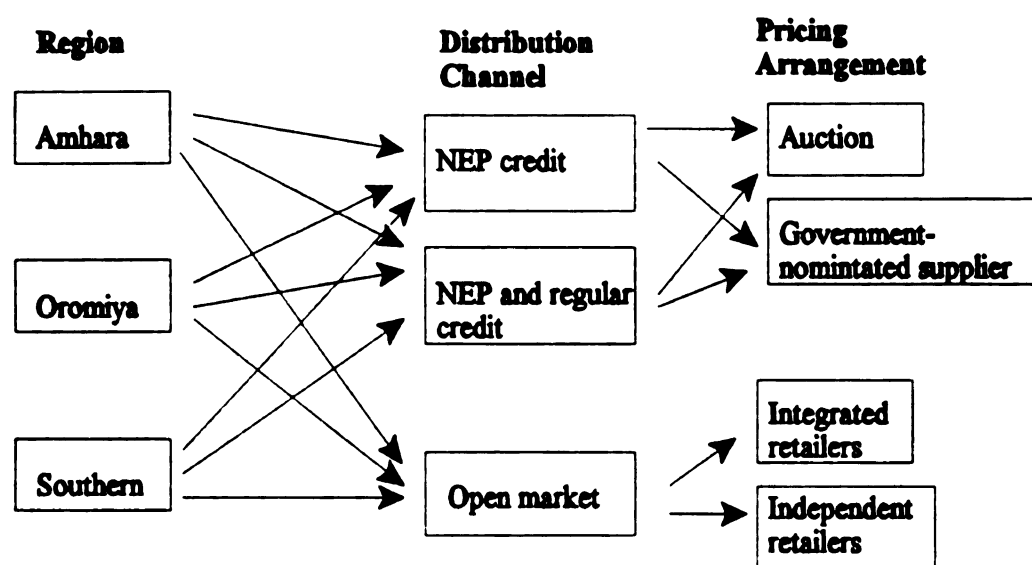 Region
Distribution
Channel
Pricing
Arrangement
Amhara
Oromiya
Southern
NEP credit
NEP and regular
credit
Open market
Auction
Government-
nomintated supplier
Integrated
retailers
Independent
retailers